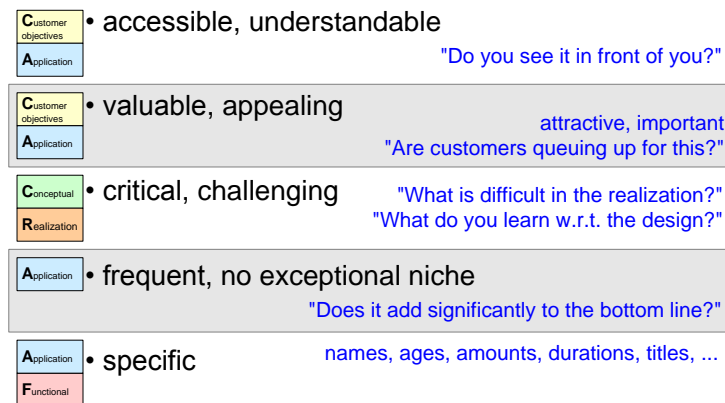 Customer
objectives
• accessible, understandable
Application
"Do you see it in front of you?"
Customer
objectives
• valuable, appealing
attractive, important
Application
"Are customers queuing up for this?"
Conceptual
• critical, challenging
"What is difficult in the realization?"
Realization
"What do you learn w.r.t. the design?"
Application
• frequent, no exceptional niche
"Does it add significantly to the bottom line?"
Application
• specific
names, ages, amounts, durations, titles, ...
Functional